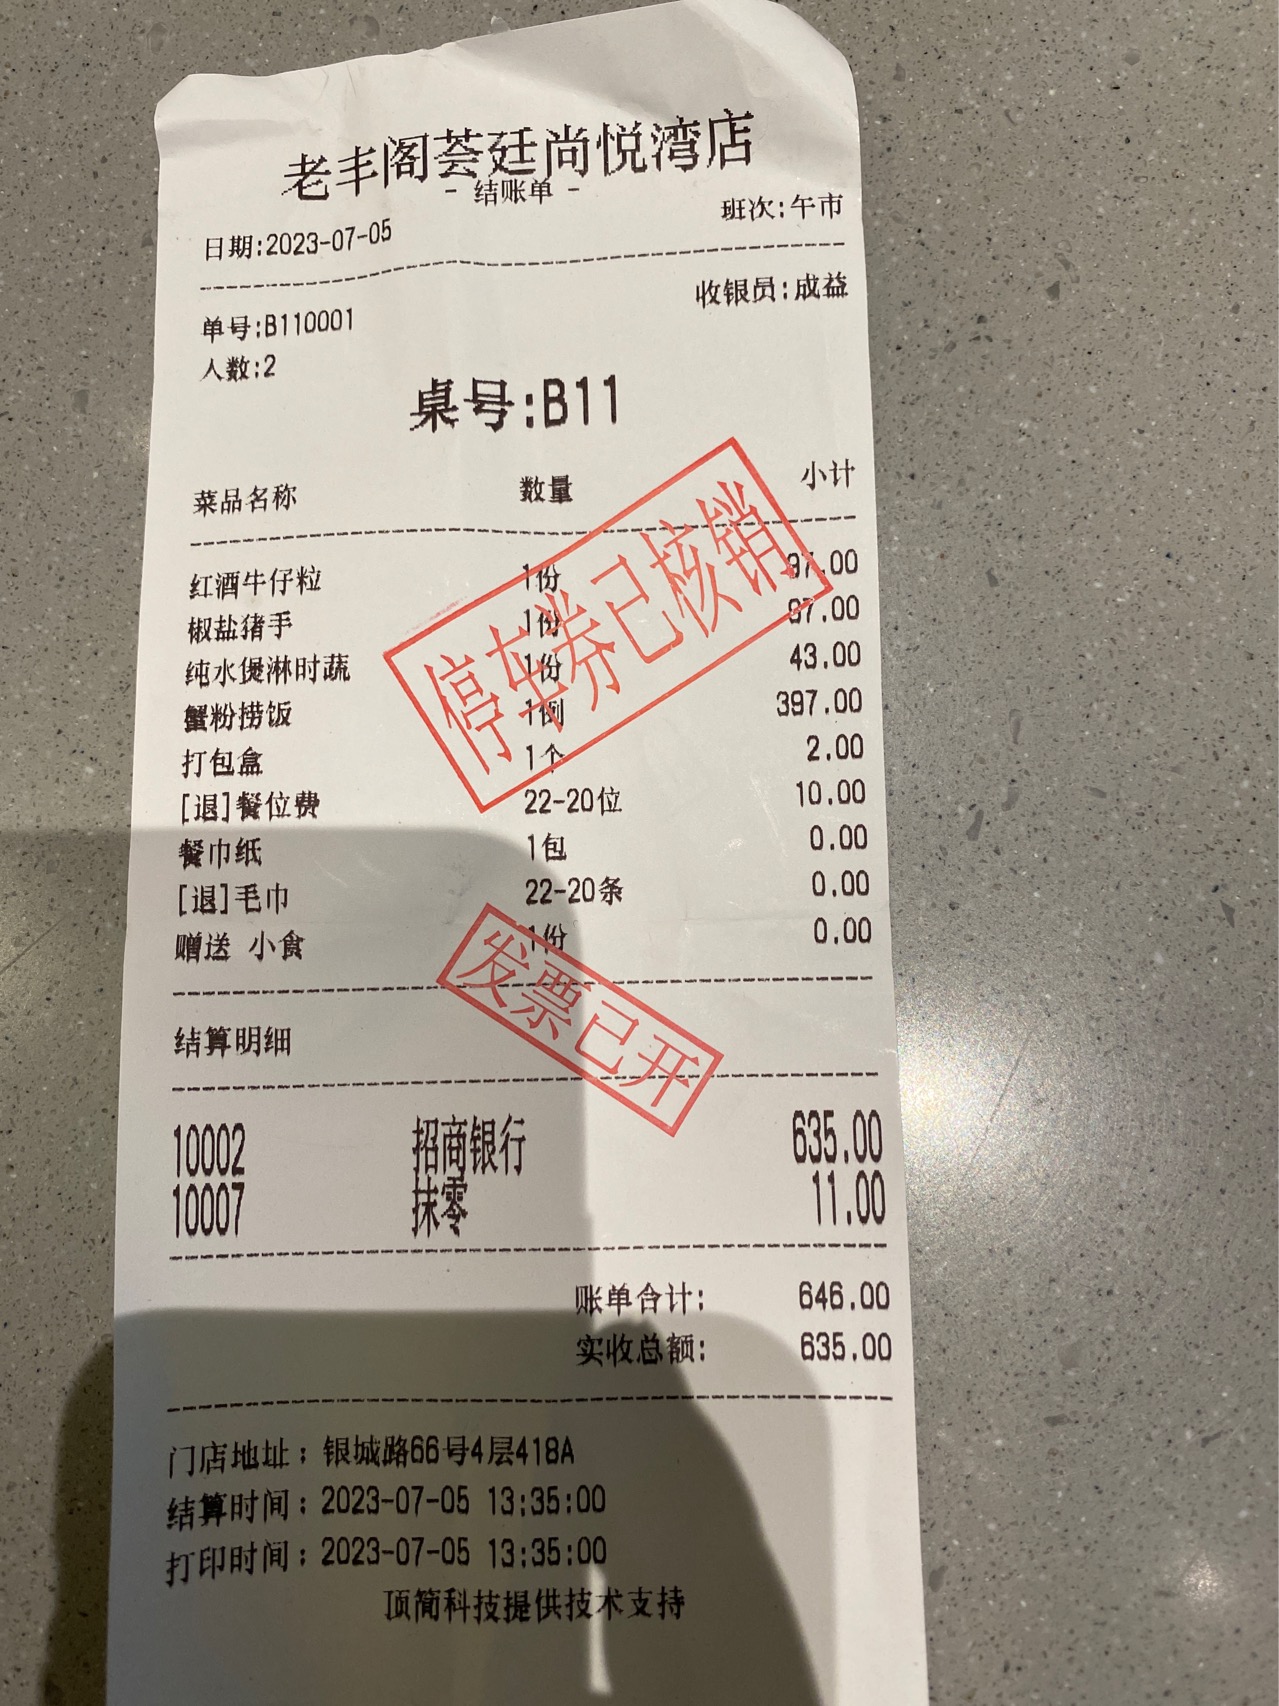 老丰阁荟廷尚悦湾店
- 结账单 -
日期:2023-07-05 班次:午市
单号:B110001 收银员:成益
人数:2
桌号:B11
菜品名称 数量 小计
红酒牛仔粒 1份 97.00
椒盐猪手 1份 97.00
纯水煲淋时蔬 1份 43.00
蟹粉捞饭 1例 397.00
打包盒 1个 2.00
[退]餐位费 22-20位 10.00
餐巾纸 1包 0.00
[退]毛巾 22-20条 0.00
赠送 小食 1份 0.00
停车券已核销
发票已开
结算明细
10002 招商银行 635.00
10007 抹零 11.00
账单合计: 646.00
实收总额: 635.00
门店地址: 银城路66号4层418A
结算时间: 2023-07-05 13:35:00
打印时间: 2023-07-05 13:35:00
顶简科技提供技术支持